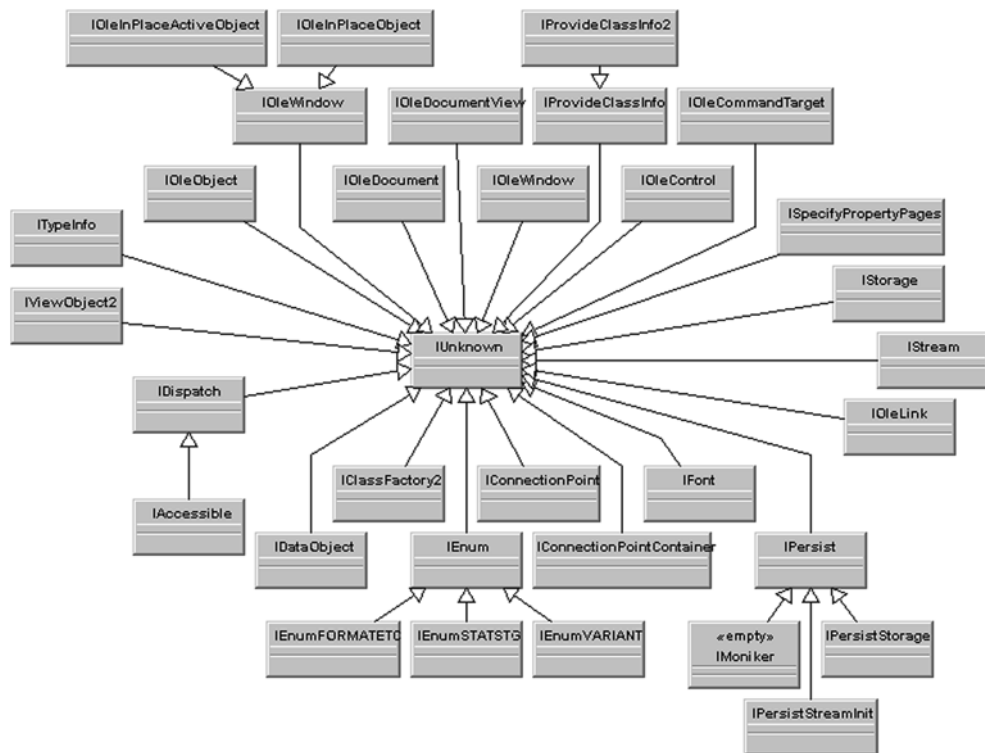 IOleInPlaceActiveObject
IOleInPlaceObject
IProvideClassInfo2
IOleWindow
IOleDocumentView
IProvideClassInfo
IOleCommandTarget
IOleObject
IOleDocument
IOleWindow
IOleControl
ISpecifyPropertyPages
ITypeInfo
IStorage
IViewObject2
IUnknown
IStream
IDispatch
IOleLink
IClassFactory2
IConnectionPoint
IFont
IAccessible
IDataObject
IEnum
IConnectionPointContainer
IPersist
IEnumFORMATETC
IEnumSTATSTG
IEnumVARIANT
«empty»
IMoniker
IPersistStorage
IPersistStreamInit